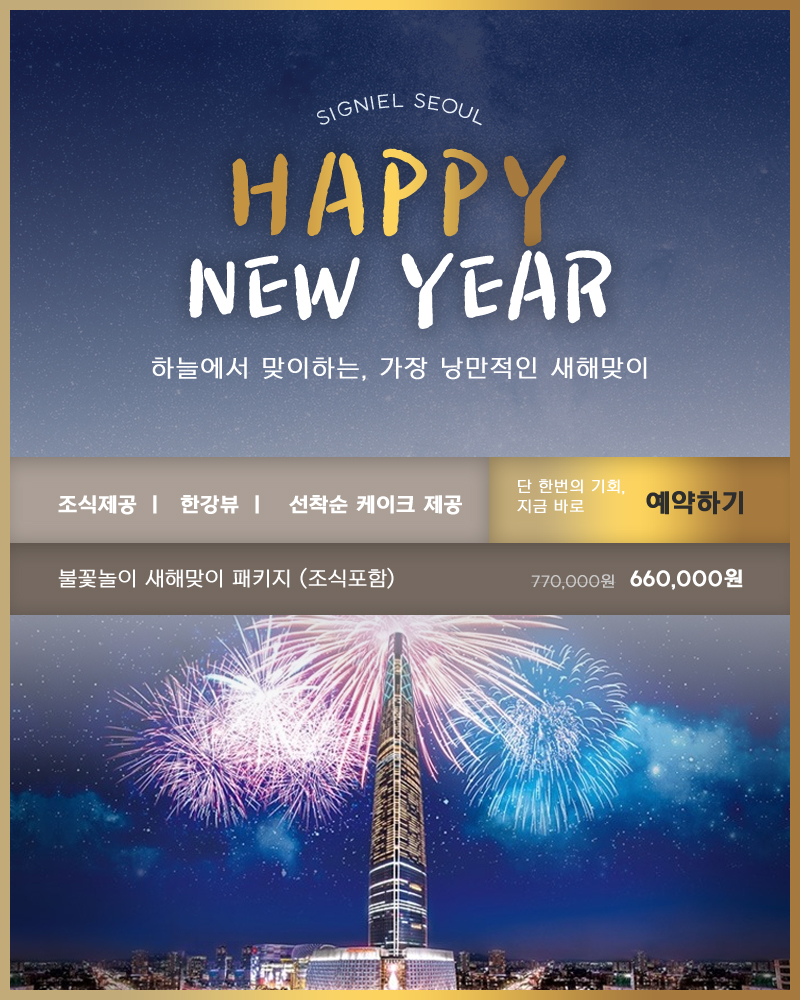 SIGNIEL SEOUL
HAPPY
NEW YEAR
하늘에서 맞이하는, 가장 낭만적인 새해맞이
조식제공 | 한강뷰 | 선착순 케이크 제공
단 한번의 기회,
지금 바로
예약하기
불꽃놀이 새해맞이 패키지 (조식포함)
770,000원 660,000원